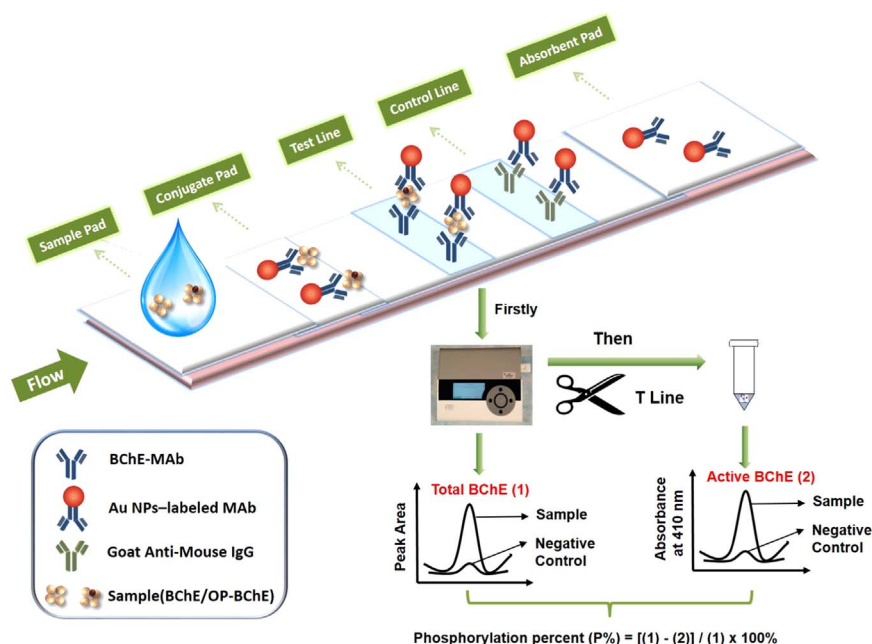 Absorbent Pad
Control Line
Test Line
Conjugate Pad
Sample Pad
Flow
Firstly
Then
T Line
BChE-MAb
Au NPs–labeled MAb
Goat Anti-Mouse IgG
Sample(BChE/OP-BChE)
Total BChE (1)
Peak Area
Sample
Negative
Control
Active BChE (2)
Absorbance
at 410 nm
Sample
Negative
Control
Phosphorylation percent (P%) = [(1) - (2)] / (1) x 100%